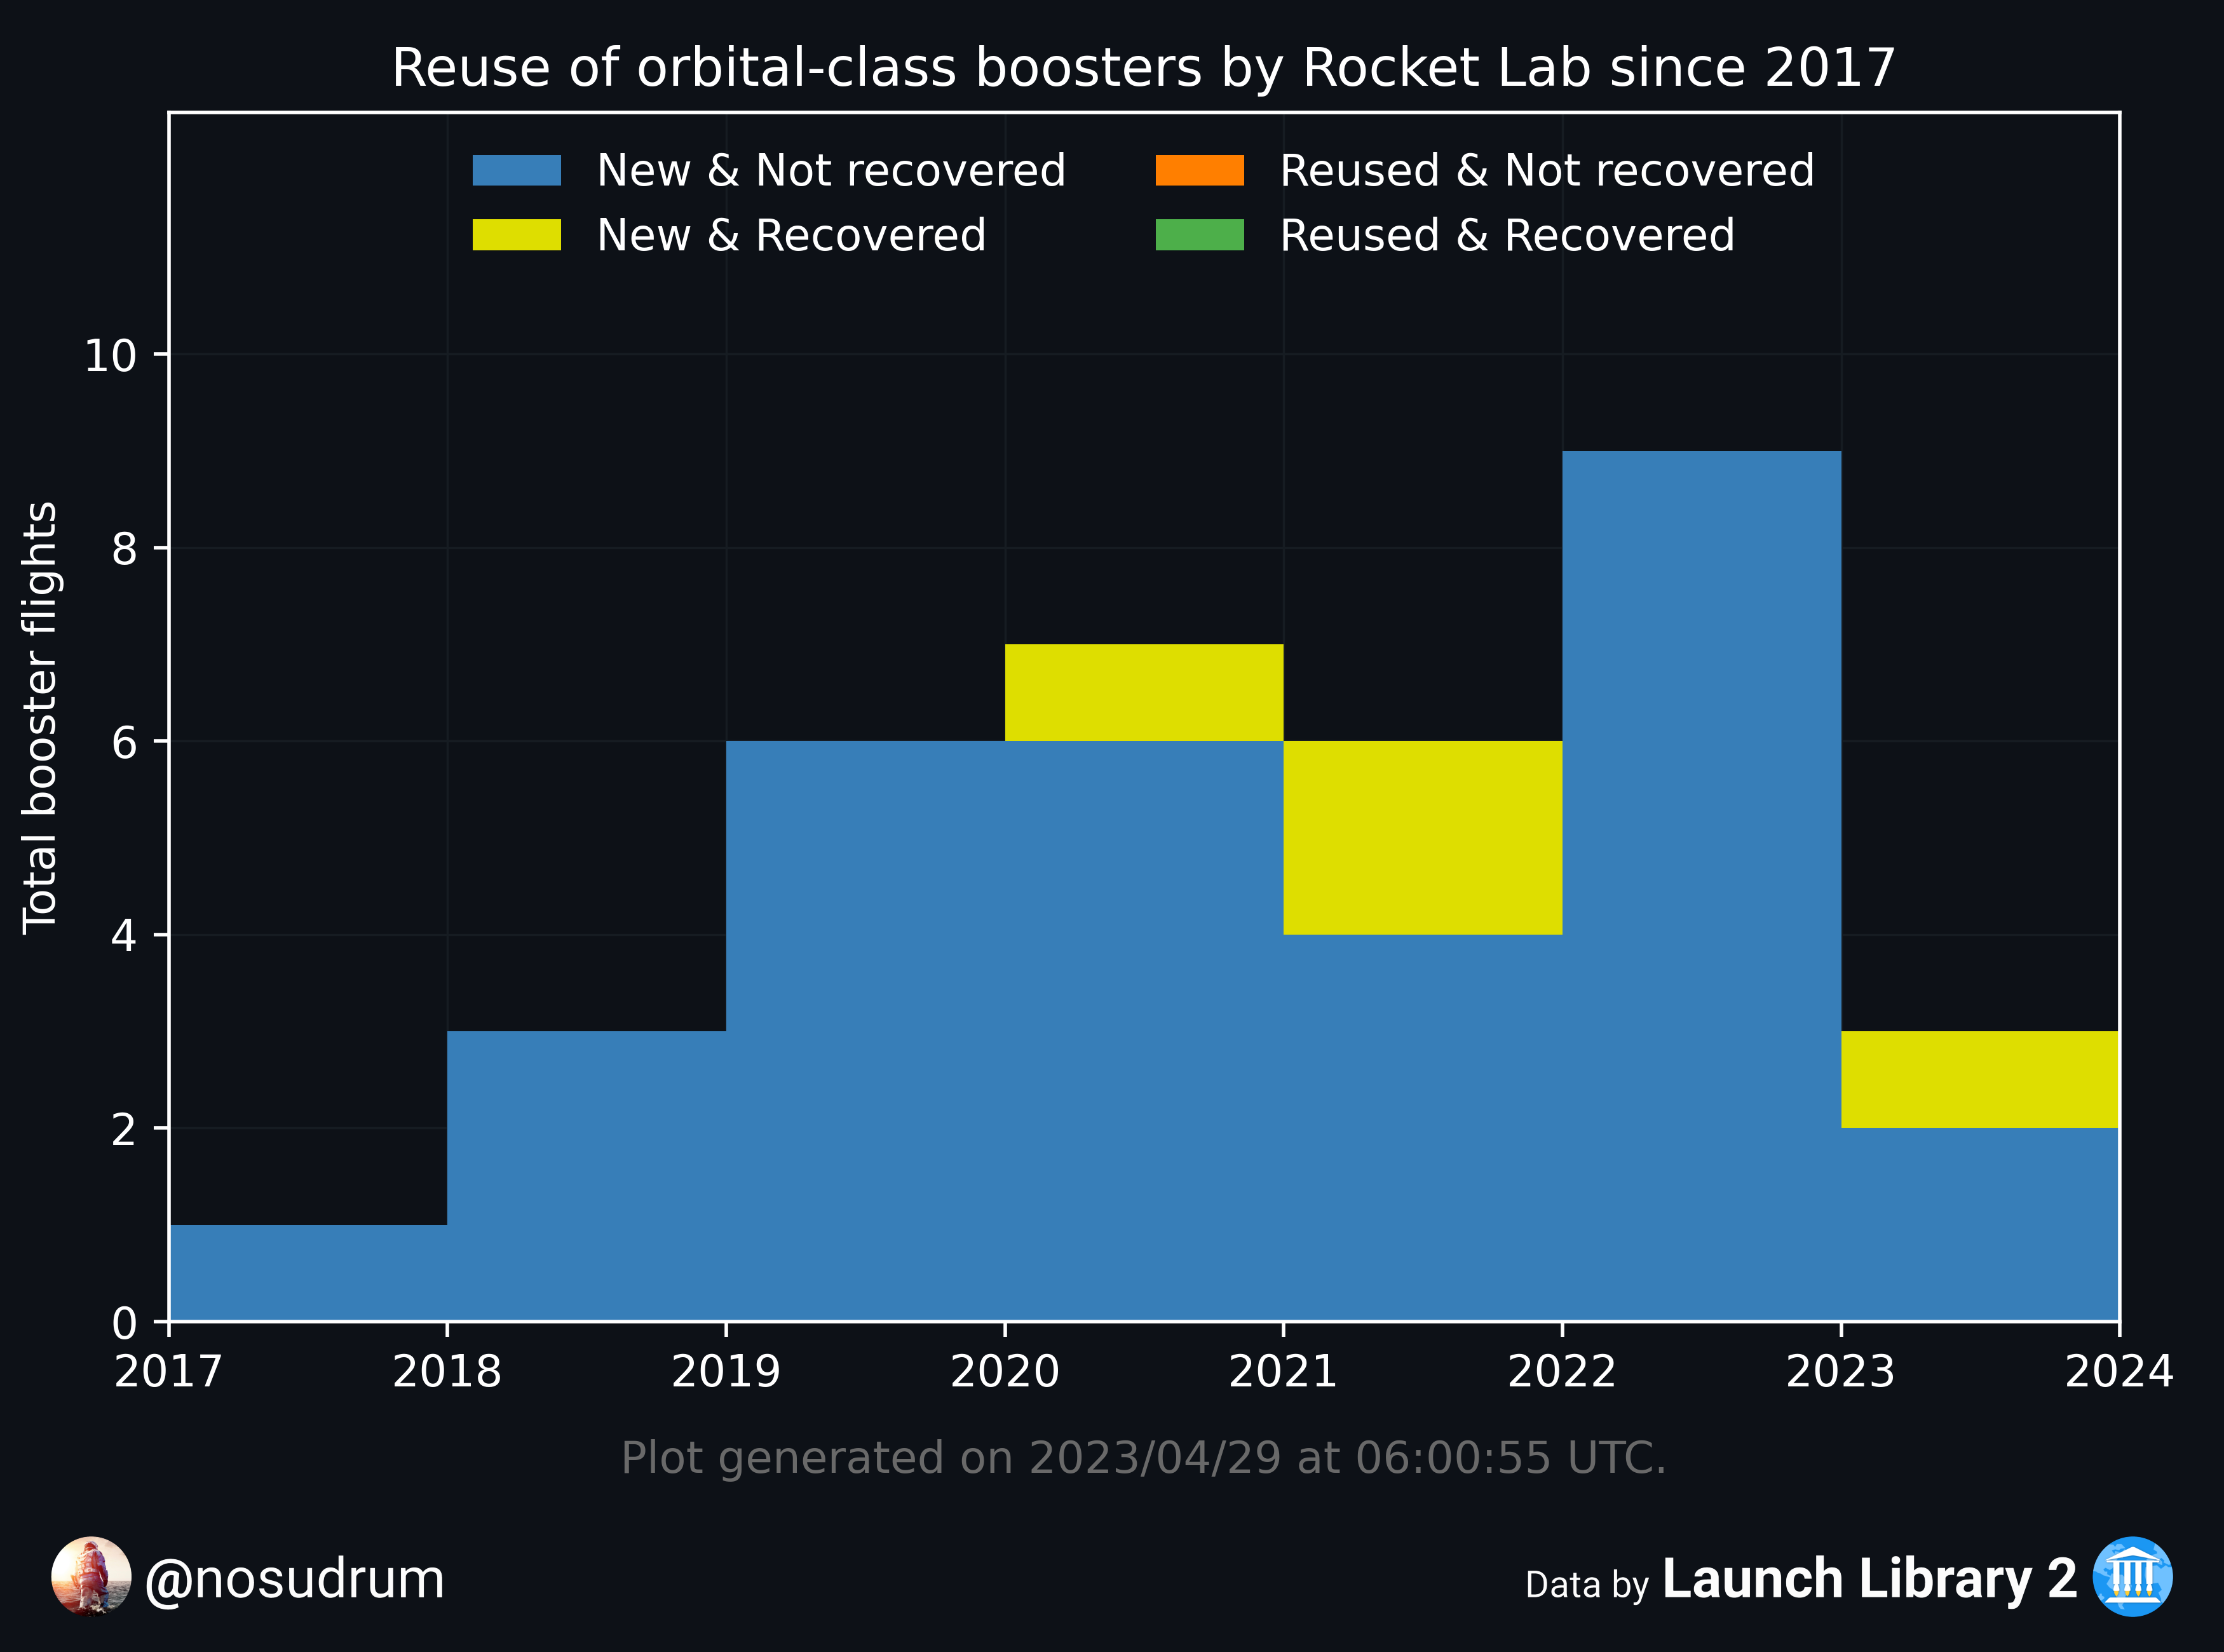 Reuse of orbital-class boosters by Rocket Lab since 2017
New & Not recovered
New & Recovered
Reused & Not recovered
Reused & Recovered
Total booster flights
10
8
6
4
2
0
2017 2018 2019 2020 2021 2022 2023 2024
Plot generated on 2023/04/29 at 06:00:55 UTC.
@nosudrum
Data by Launch Library 2